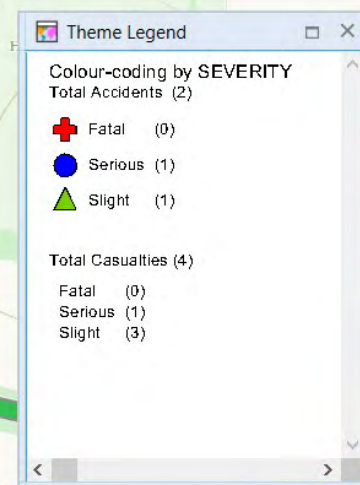 Theme Legend
Colour-coding by SEVERITY
Total Accidents (2)
Fatal (0)
Serious (1)
Slight (1)
Total Casualties (4)
Fatal (0)
Serious (1)
Slight (3)